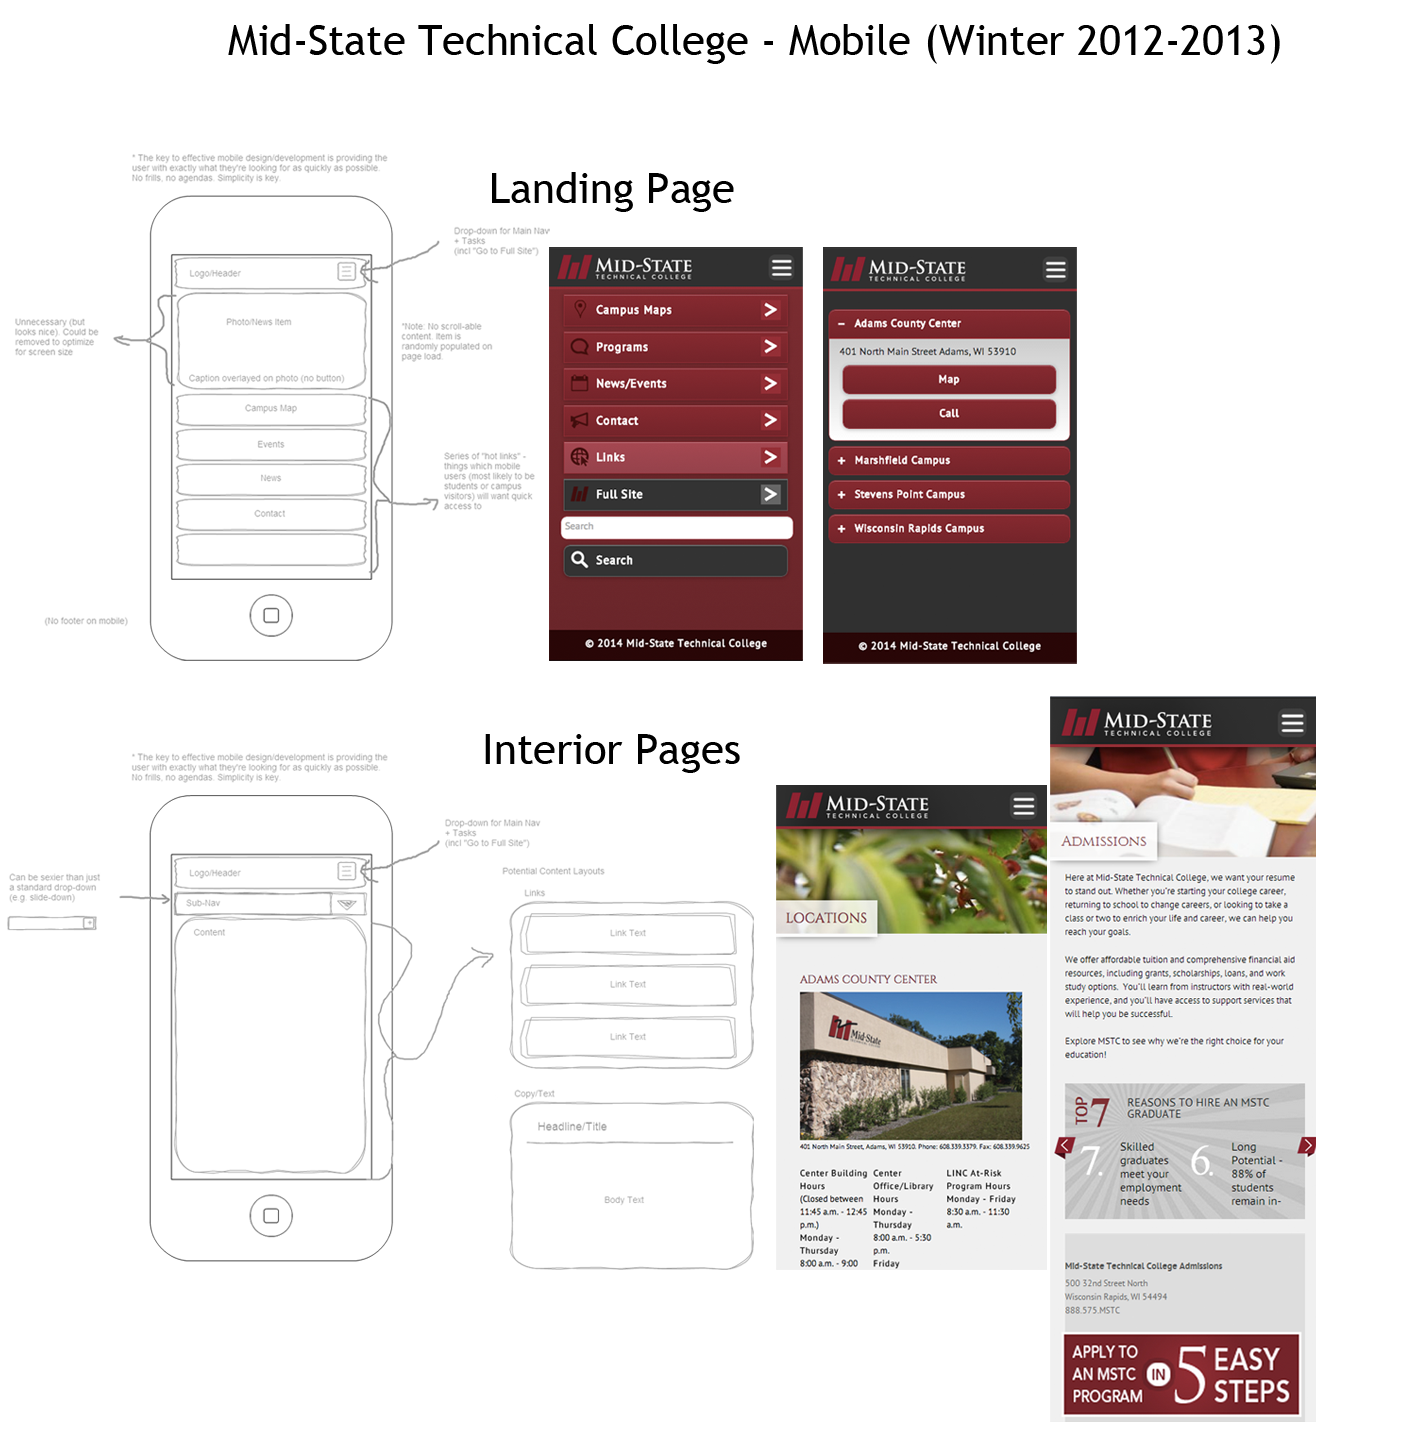 Mid-State Technical College - Mobile (Winter 2012-2013)
* The key to effective mobile design/development is providing the
user with exactly what they're looking for as quickly as possible.
No frills, no agendas. Simplicity is key.
Landing Page
Drop-down for Main Nav
+ Tasks
(incl "Go to Full Site")
Logo/Header
Photo/News Item
Caption overlayed on photo (no button)
Campus Map
Events
News
Contact
Unnecessary (but
looks nice). Could be
removed to optimize
for screen size
*Note: No scroll-able
content. Item is
randomly populated on
page load.
Series of "hot links" -
things which mobile
users (most likely to be
students or campus
visitors) will want quick
access to
(No footer on mobile)
MID-STATE
TECHNICAL COLLEGE
Campus Maps
Programs
News/Events
Contact
Links
Full Site
Search
Search
© 2014 Mid-State Technical College
MID-STATE
TECHNICAL COLLEGE
− Adams County Center
401 North Main Street Adams, WI 53910
Map
Call
+ Marshfield Campus
+ Stevens Point Campus
+ Wisconsin Rapids Campus
© 2014 Mid-State Technical College
Interior Pages
* The key to effective mobile design/development is providing the
user with exactly what they're looking for as quickly as possible.
No frills, no agendas. Simplicity is key.
Drop-down for Main Nav
+ Tasks
(incl "Go to Full Site")
Can be sexier than just
a standard drop-down
(e.g. slide-down)
Logo/Header
Sub-Nav
Content
Potential Content Layouts
Links
Link Text
Link Text
Link Text
Copy/Text
Headline/Title
Body Text
MID-STATE
TECHNICAL COLLEGE
LOCATIONS
ADAMS COUNTY CENTER
Mid-State
401 North Main Street, Adams, WI 53910. Phone: 608.339.3379. Fax: 608.339.9625
Center Building
Hours
(Closed between
11:45 a.m. - 12:45
p.m.)
Monday -
Thursday
8:00 a.m. - 9:00
Center
Office/Library
Hours
Monday -
Thursday
8:00 a.m. - 5:30
p.m.
Friday
LINC At-Risk
Program Hours
Monday - Friday
8:30 a.m. - 11:30
a.m.
MID-STATE
TECHNICAL COLLEGE
ADMISSIONS
Here at Mid-State Technical College, we want your resume
to stand out. Whether you're starting your college career,
returning to school to change careers, or looking to take a
class or two to enrich your life and career, we can help you
reach your goals.
We offer affordable tuition and comprehensive financial aid
resources, including grants, scholarships, loans, and work
study options. You'll learn from instructors with real-world
experience, and you'll have access to support services that
will help you be successful.
Explore MSTC to see why we're the right choice for your
education!
TOP 7
REASONS TO HIRE AN MSTC
GRADUATE
7.
Skilled
graduates
meet your
employment
needs
6.
Long
Potential -
88% of
students
remain in-
Mid-State Technical College Admissions
500 32nd Street North
Wisconsin Rapids, WI 54494
888.575.MSTC
APPLY TO
AN MSTC
PROGRAM
IN
5
EASY
STEPS